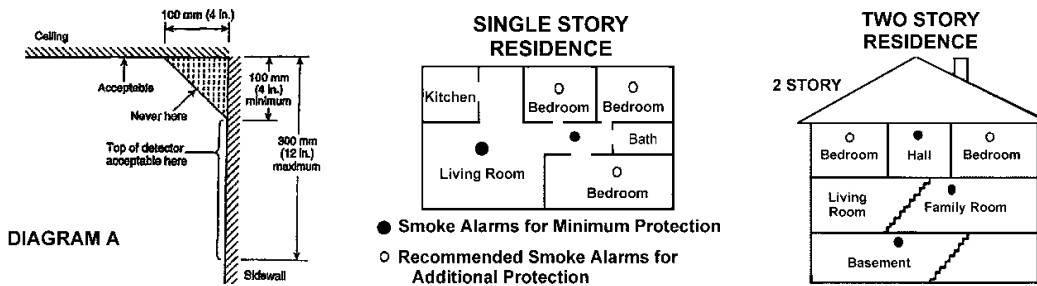 100 mm (4 in.)
Ceiling
Acceptable
Never here
100 mm
(4 in.)
minimum
Top of detector
acceptable here
300 mm
(12 in.)
maximum
DIAGRAM A
Sidewall
SINGLE STORY
RESIDENCE
Kitchen
Bedroom
Bedroom
Bath
Living Room
Bedroom
Smoke Alarms for Minimum Protection
Recommended Smoke Alarms for
Additional Protection
TWO STORY
RESIDENCE
2 STORY
Bedroom
Hall
Bedroom
Living
Room
Family Room
Basement